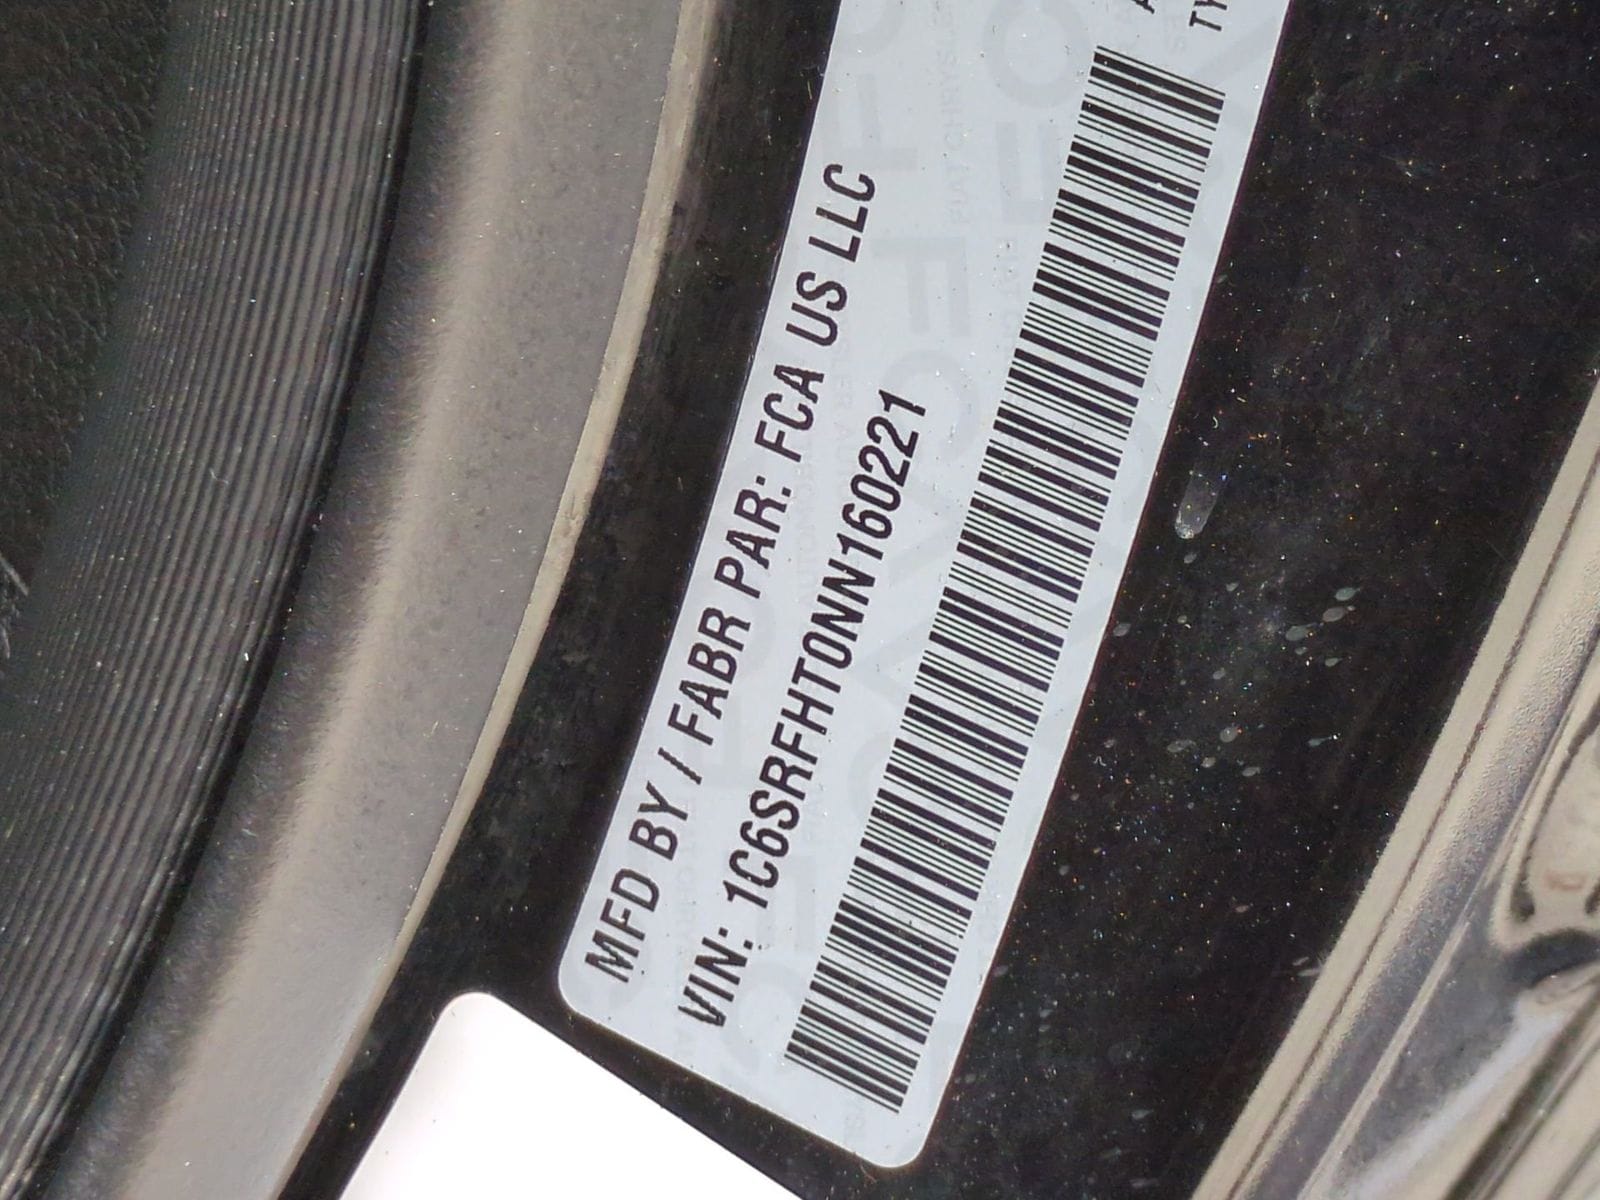 MFD BY / FABR PAR: FCA US LLC
VIN: 1C6SRFHT0NN160221